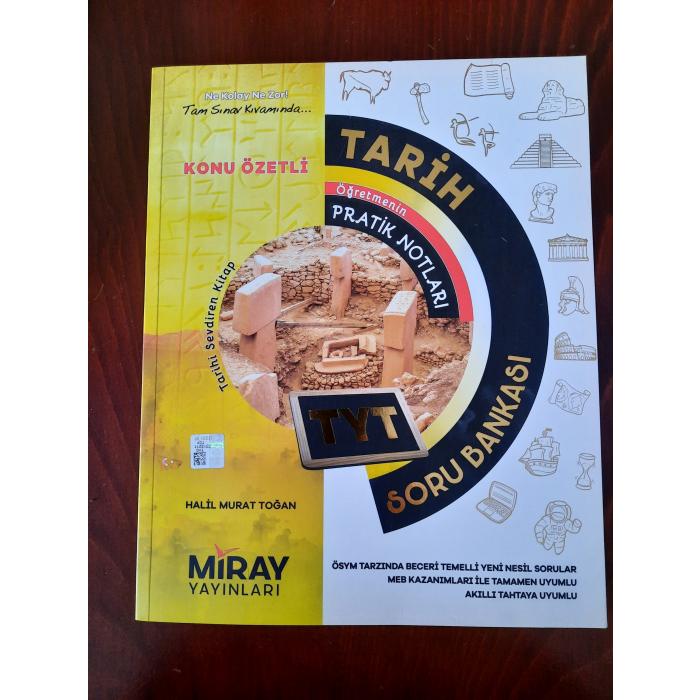 Ne Kolay Ne Zor!
Tam Sınav Kıvamında...
KONU ÖZETLİ
TARİH
Öğretmenin
PRATİK NOTLARI
Tarihi Sevdiren Kitap
TYT
SORU BANKASI
HALİL MURAT TOĞAN
MİRAY
YAYINLARI
ÖSYM TARZINDA BECERİ TEMELLİ YENİ NESİL SORULAR
MEB KAZANIMLARI İLE TAMAMEN UYUMLU
AKILLI TAHTAYA UYUMLU